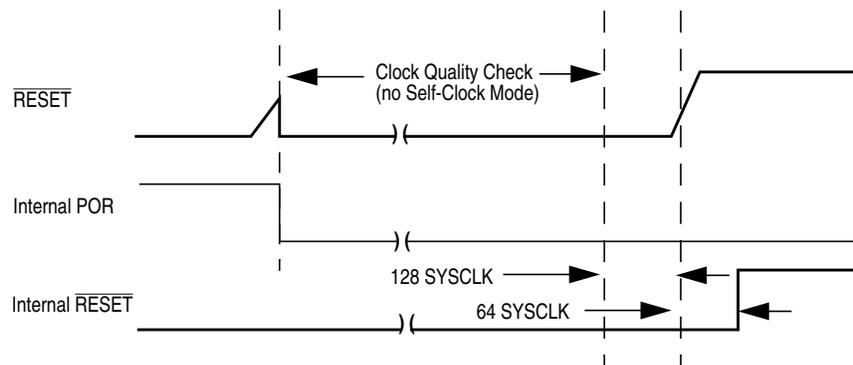 Clock Quality Check
(no Self-Clock Mode)
RESET
Internal POR
128 SYSCLK
Internal RESET
64 SYSCLK